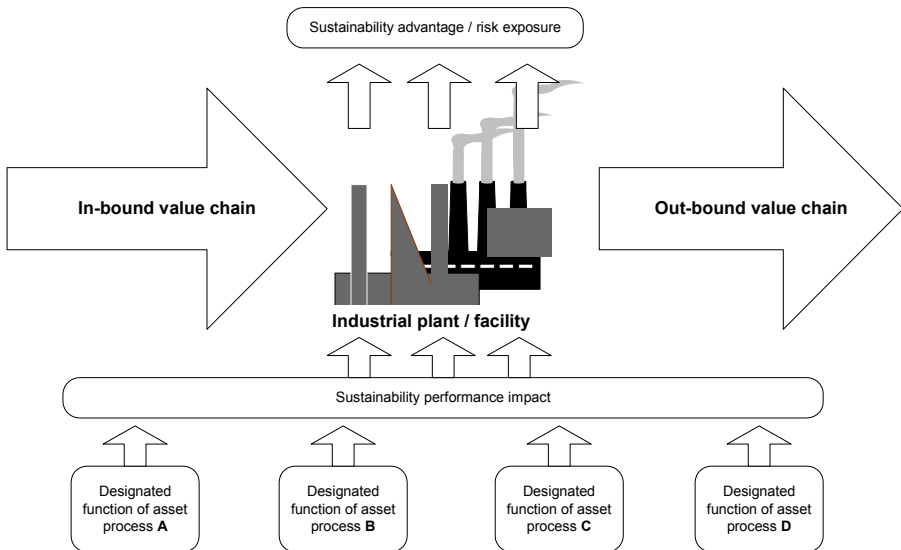 Sustainability advantage / risk exposure
In-bound value chain
Out-bound value chain
Industrial plant / facility
Sustainability performance impact
Designated
function of asset
process A
Designated
function of asset
process B
Designated
function of asset
process C
Designated
function of asset
process D